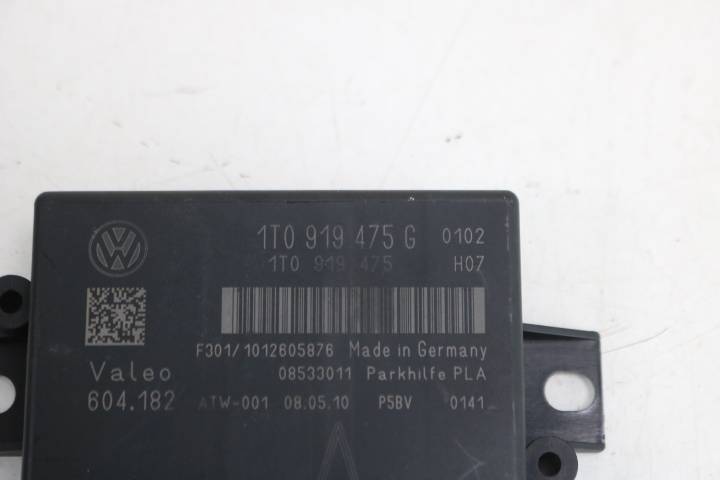 1T0 919 475 G 0102
1T0 919 475 H07
F301/1012605876 Made in Germany
Valeo 08533011 Parkhilfe PLA
604.182 ATW-001 08.05.10 P5BV 0141